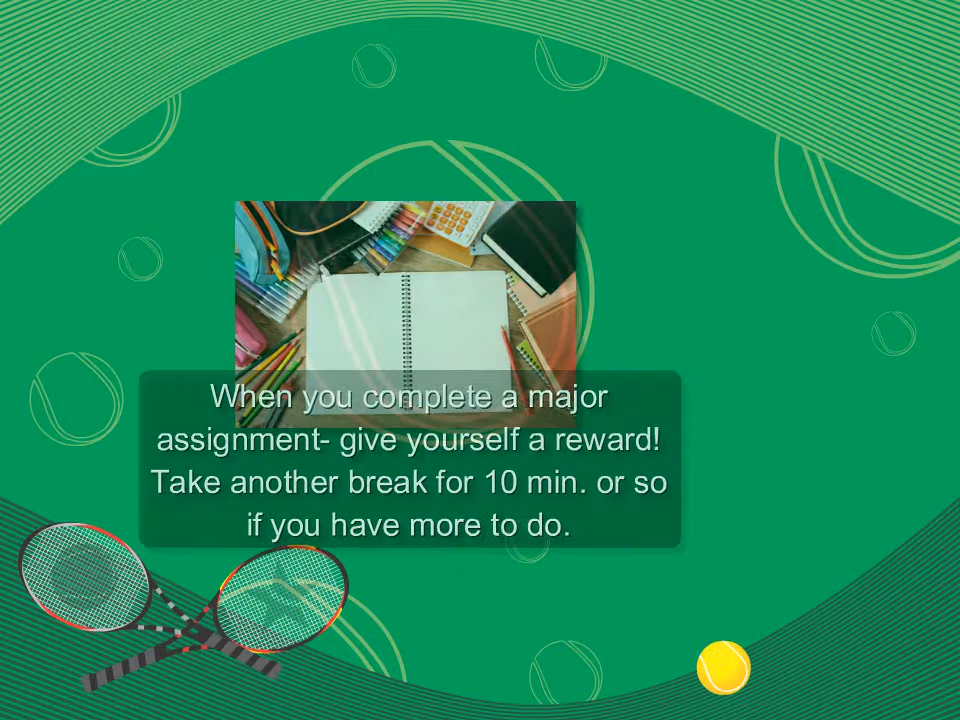 When you complete a major
assignment- give yourself a reward!
Take another break for 10 min. or so
if you have more to do.